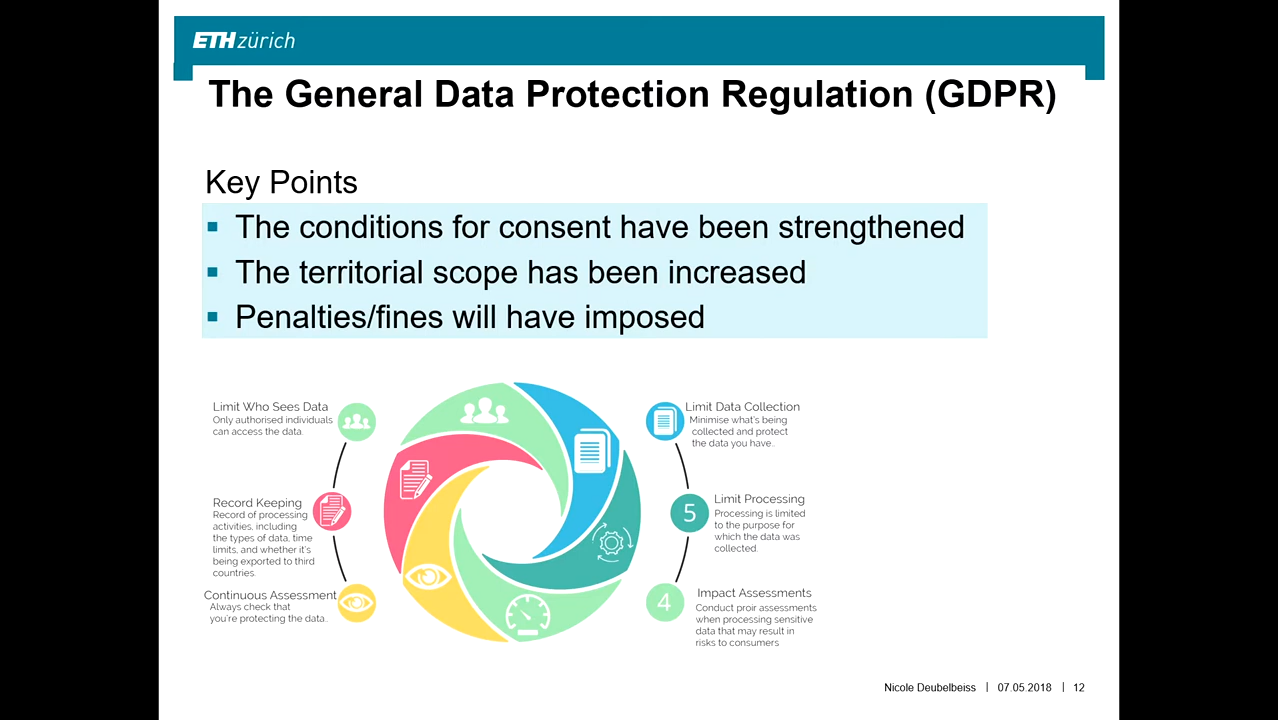 ETH zürich
The General Data Protection Regulation (GDPR)
Key Points
▪ The conditions for consent have been strengthened
▪ The territorial scope has been increased
▪ Penalties/fines will have imposed
Limit Who Sees Data
Only authorised individuals
can access the data.
Record Keeping
Record of processing
activities, including
the types of data, time
limits, and whether it's
being exported to third
countries.
Continuous Assessment
Always check that
you're protecting the data..
Limit Data Collection
Minimise what's being
collected and protect
the data you have..
5
Limit Processing
Processing is limited
to the purpose for
which the data was
collected.
4
Impact Assessments
Conduct proir assessments
when processing sensitive
data that may result in
risks to consumers
Nicole Deubelbeiss | 07.05.2018 | 12